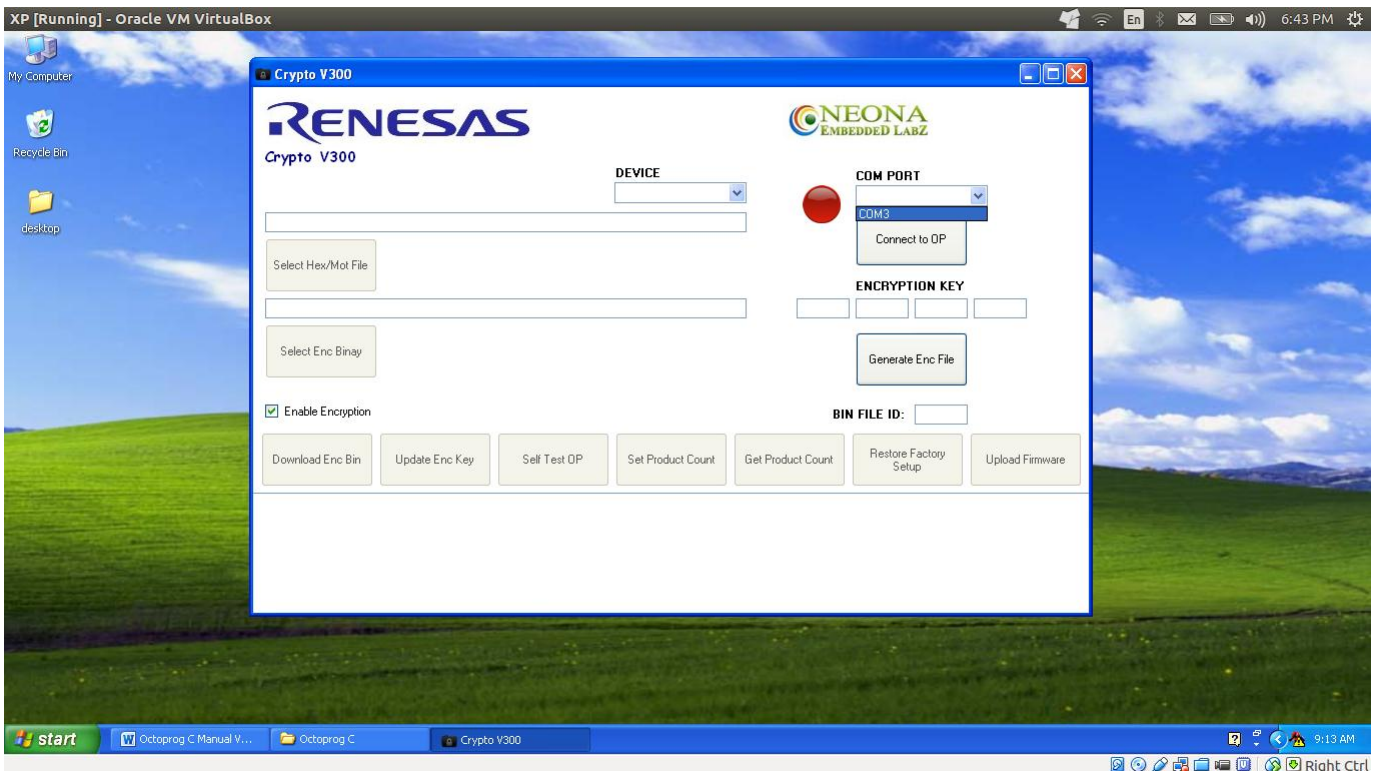 XP [Running] - Oracle VM VirtualBox
En
6:43 PM
My Computer
Recycle Bin
desktop
Crypto V300
RENESAS
NEONA
EMBEDDED LABZ
Crypto V300
DEVICE
COM PORT
COM3
Connect to OP
Select Hex/Mot File
ENCRYPTION KEY
Select Enc Binay
Generate Enc File
Enable Encryption
BIN FILE ID:
Download Enc Bin
Update Enc Key
Self Test OP
Set Product Count
Get Product Count
Restore Factory
Setup
Upload Firmware
start
Octoprog C Manual V...
Octoprog C
Crypto V300
9:13 AM
Right Ctrl